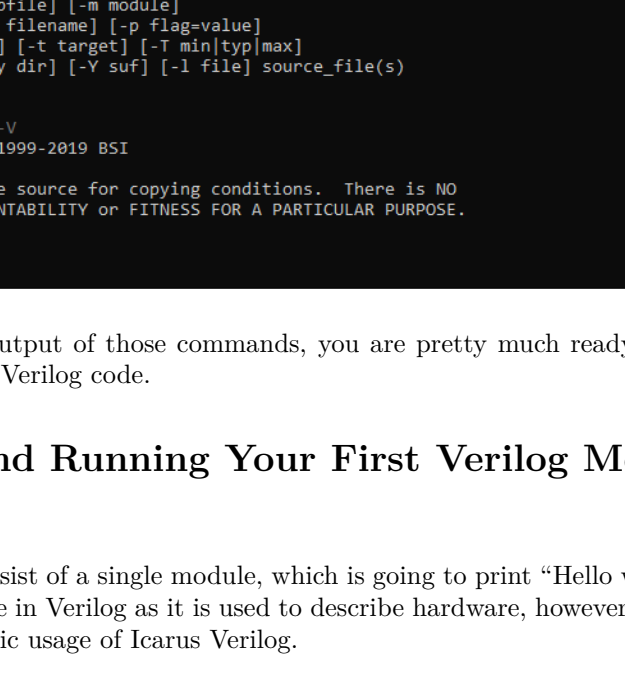 [-m module]
filename] [-p flag=value]
] [-t target] [-T min|typ|max]
dir] [-Y suf] [-l file] source_file(s)
-V
1999-2019 BSI
source for copying conditions. There is NO
NTABILITY or FITNESS FOR A PARTICULAR PURPOSE.
utput of those commands, you are pretty much ready
Verilog code.
nd Running Your First Verilog M
sist of a single module, which is going to print “Hello
in Verilog as it is used to describe hardware, however
ic usage of Icarus Verilog.